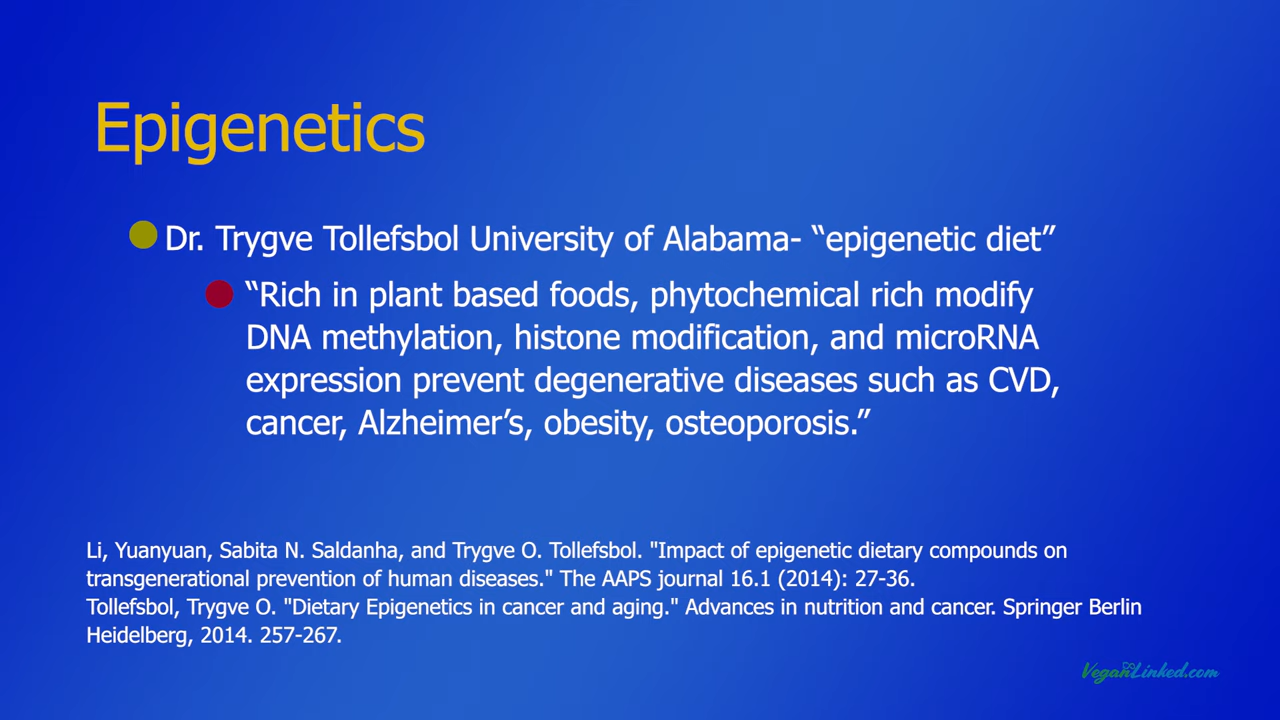 Epigenetics
Dr. Trygve Tollefsbol University of Alabama- “epigenetic diet”
“Rich in plant based foods, phytochemical rich modify
DNA methylation, histone modification, and microRNA
expression prevent degenerative diseases such as CVD,
cancer, Alzheimer’s, obesity, osteoporosis.”
Li, Yuanyuan, Sabita N. Saldanha, and Trygve O. Tollefsbol. "Impact of epigenetic dietary compounds on
transgenerational prevention of human diseases." The AAPS journal 16.1 (2014): 27-36.
Tollefsbol, Trygve O. "Dietary Epigenetics in cancer and aging." Advances in nutrition and cancer. Springer Berlin
Heidelberg, 2014. 257-267.
VeganLinked.com